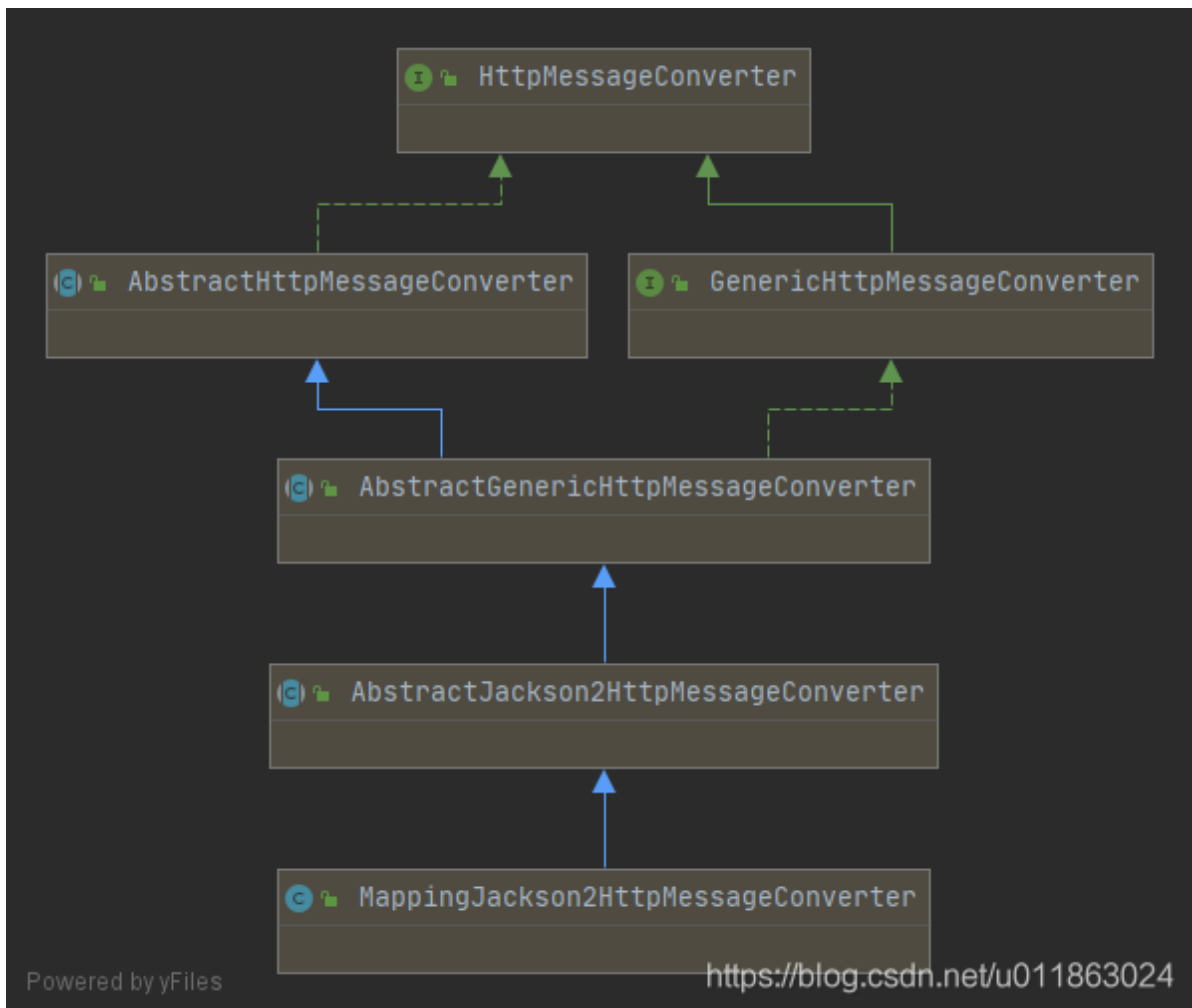 HttpMessageConverter
AbstractHttpMessageConverter
GenericHttpMessageConverter
AbstractGenericHttpMessageConverter
AbstractJackson2HttpMessageConverter
MappingJackson2HttpMessageConverter
Powered by yFiles
https://blog.csdn.net/u011863024